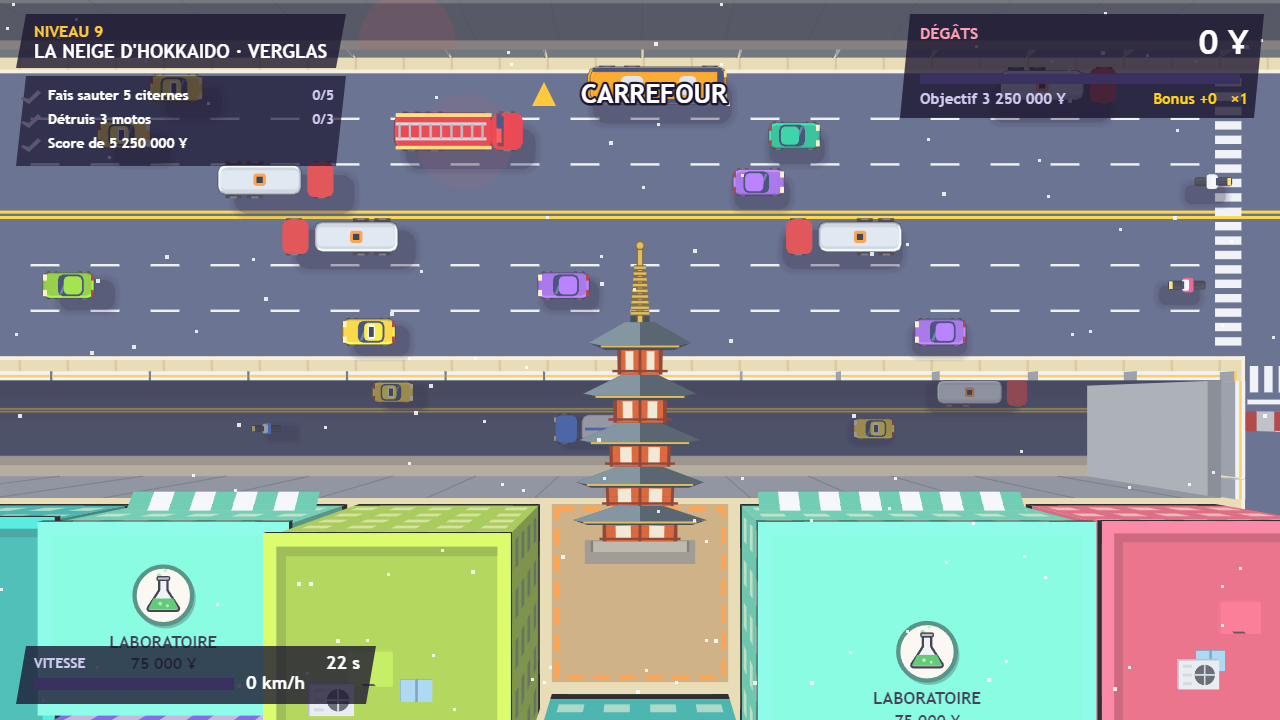 NIVEAU 9
LA NEIGE D'HOKKAIDO · VERGLAS
Fais sauter 5 citernes 0/5
Détruis 3 motos 0/3
Score de 5 250 000 ¥
CARREFOUR
DÉGÂTS 0 ¥
Objectif 3 250 000 ¥ Bonus +0 ×1
LABORATOIRE
75 000 ¥
VITESSE 22 s
0 km/h
LABORATOIRE
75 000 ¥